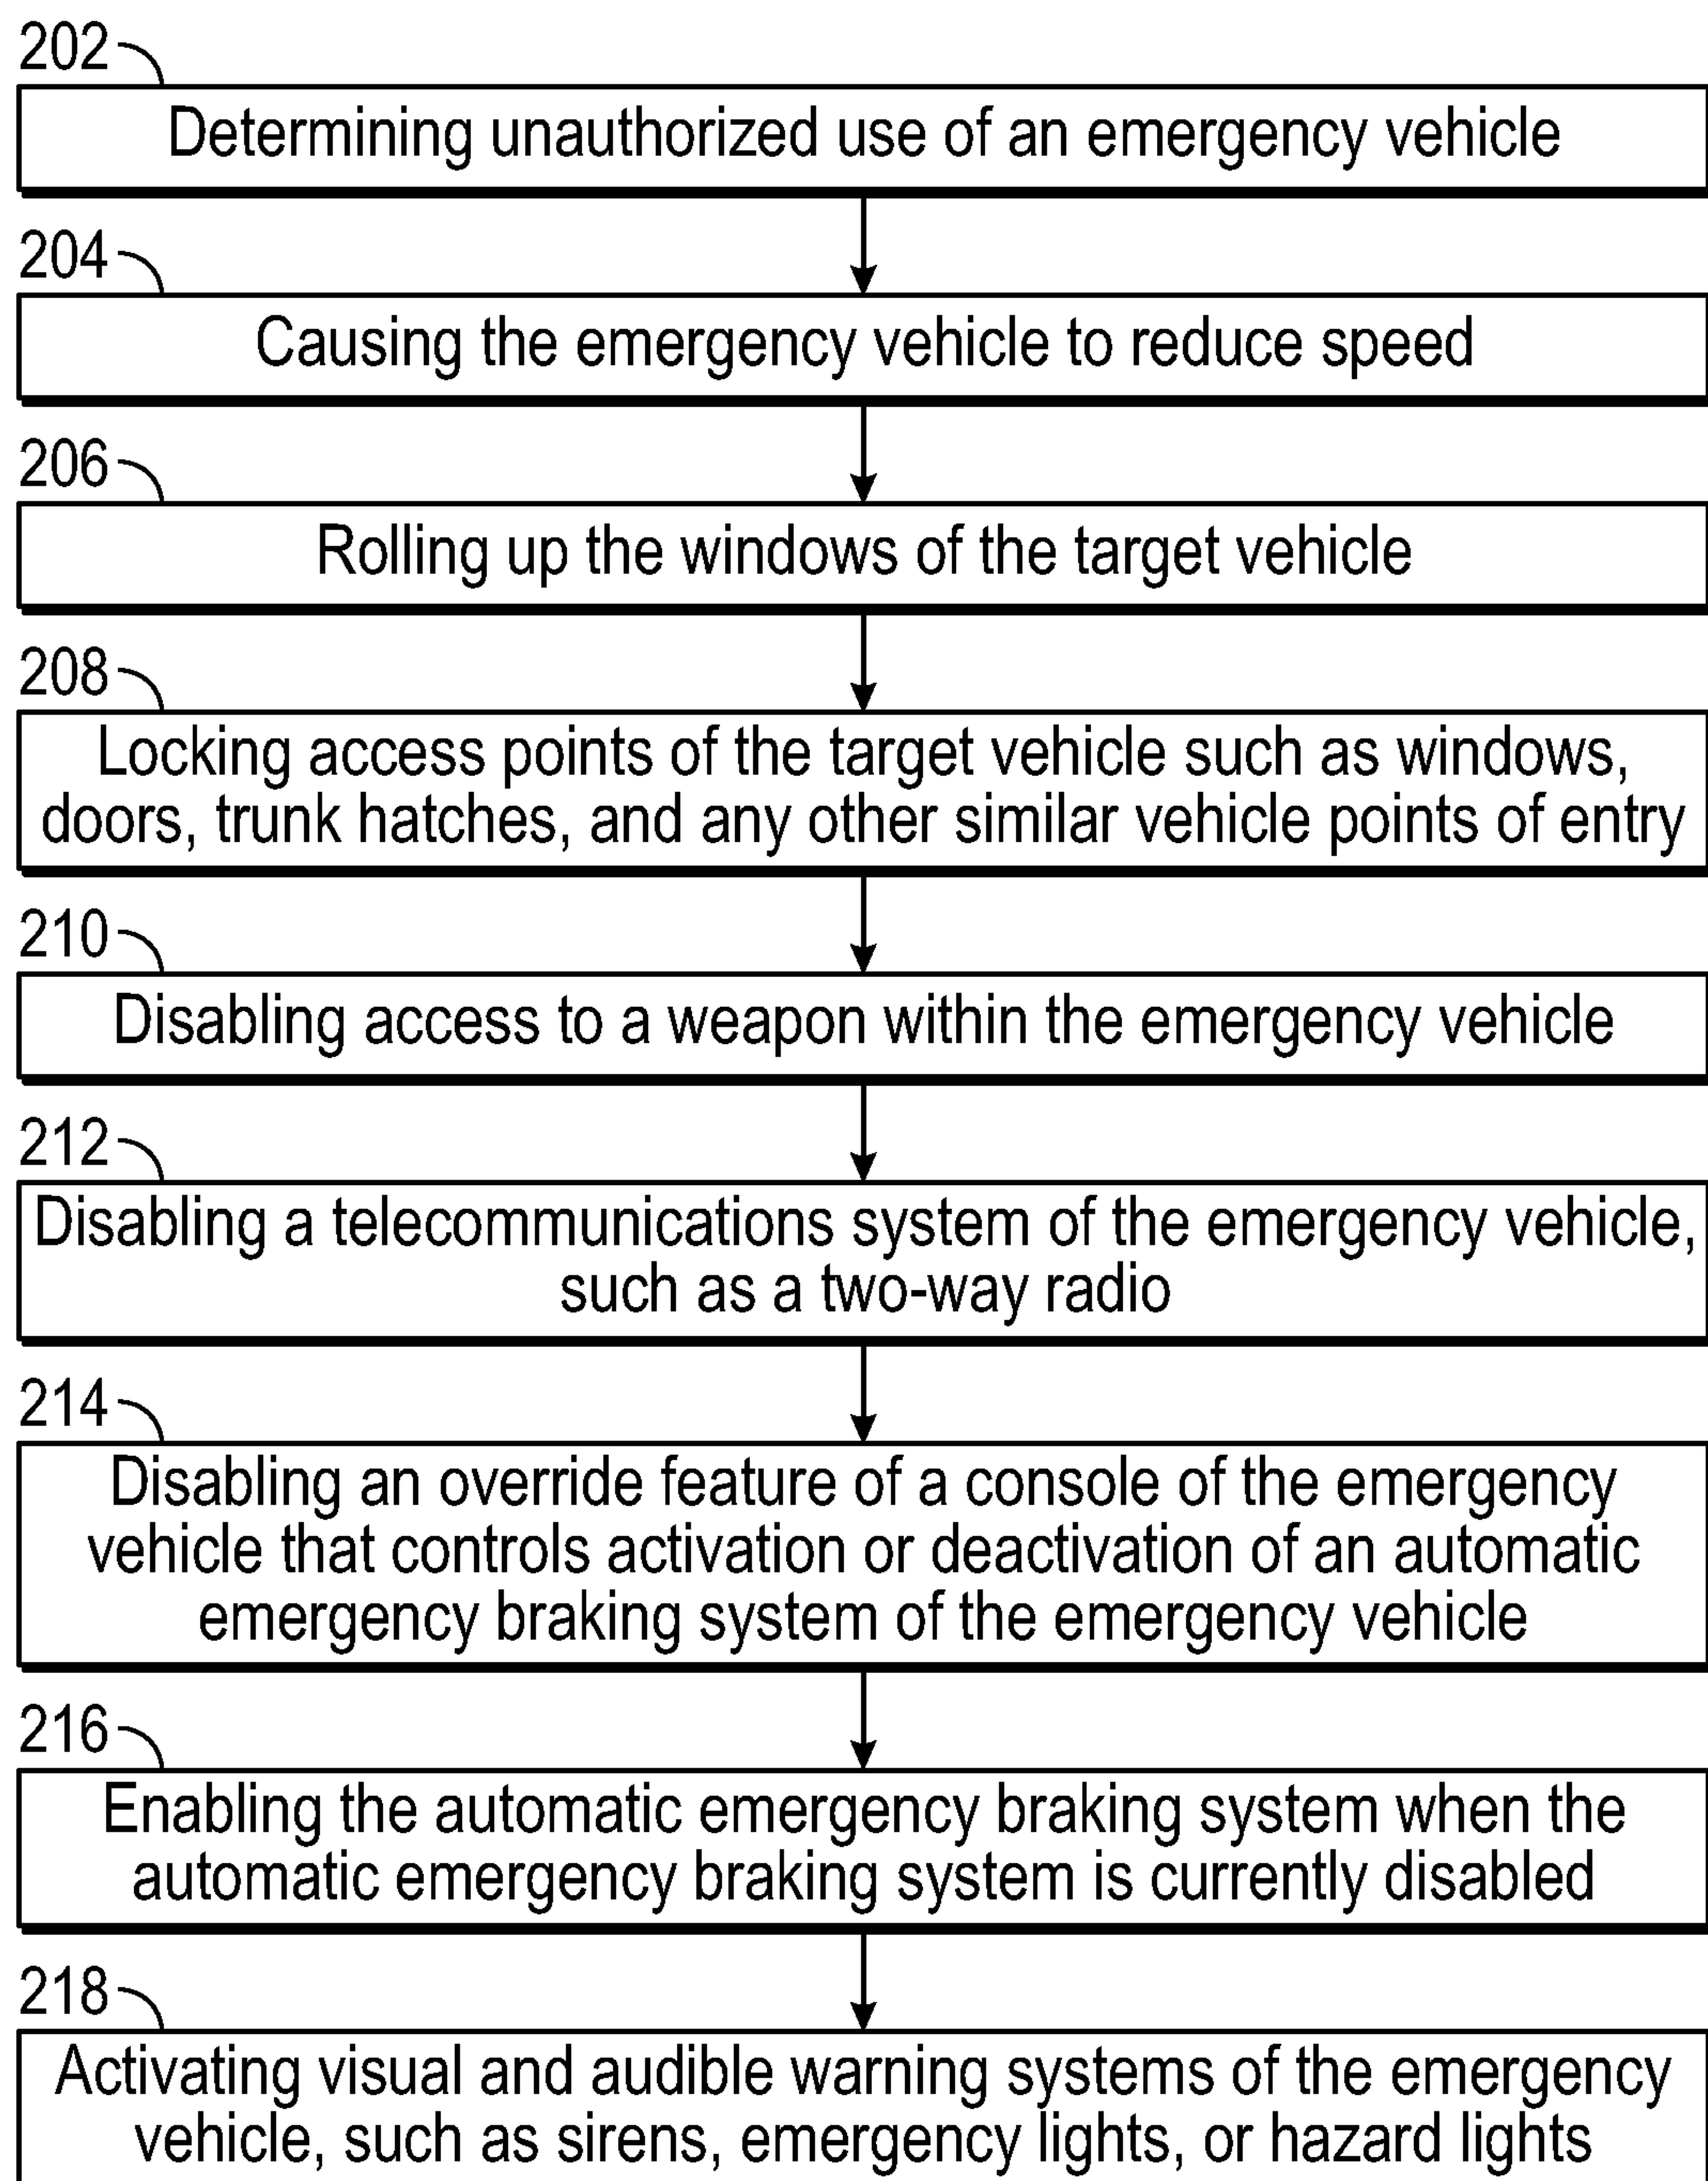 202
Determining unauthorized use of an emergency vehicle
204
Causing the emergency vehicle to reduce speed
206
Rolling up the windows of the target vehicle
208
Locking access points of the target vehicle such as windows,
doors, trunk hatches, and any other similar vehicle points of entry
210
Disabling access to a weapon within the emergency vehicle
212
Disabling a telecommunications system of the emergency vehicle,
such as a two-way radio
214
Disabling an override feature of a console of the emergency
vehicle that controls activation or deactivation of an automatic
emergency braking system of the emergency vehicle
216
Enabling the automatic emergency braking system when the
automatic emergency braking system is currently disabled
218
Activating visual and audible warning systems of the emergency
vehicle, such as sirens, emergency lights, or hazard lights